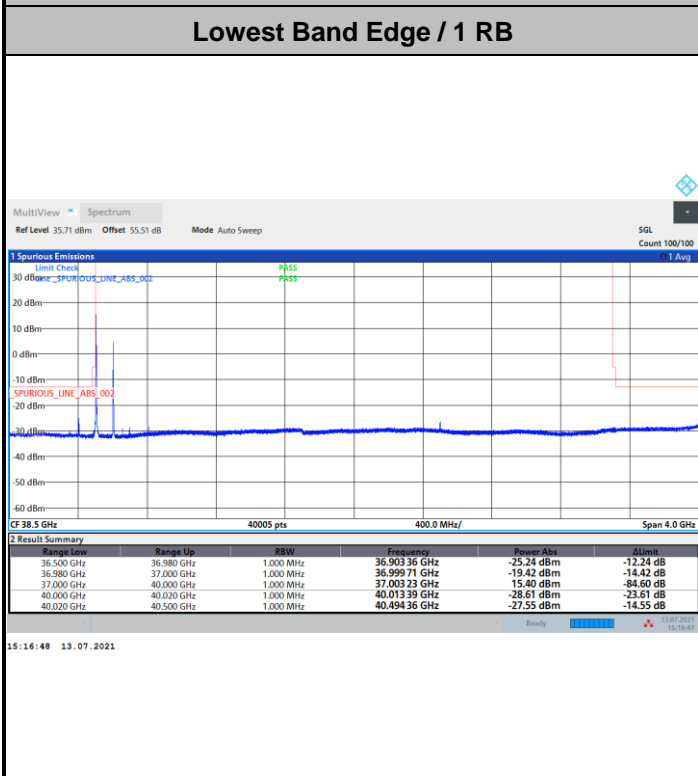 Lowest Band Edge / 1 RB
MultiView Spectrum
Ref Level 35.71 dBm Offset 55.51 dB Mode Auto Sweep SGL
Count 100/100
1 Spurious Emissions 1 Avg
Limit Check PASS
30 dBm Line _SPURIOUS_LINE_ABS_002 PASS
20 dBm
10 dBm
0 dBm
-10 dBm
_SPURIOUS_LINE_ABS_002
-20 dBm
-30 dBm
-40 dBm
-50 dBm
-60 dBm
CF 38.5 GHz 40005 pts 400.0 MHz/ Span 4.0 GHz
2 Result Summary
Range Low Range Up RBW Frequency Power Abs ΔLimit
36.500 GHz 36.980 GHz 1.000 MHz 36.903 36 GHz -25.24 dBm -12.24 dB
36.980 GHz 37.000 GHz 1.000 MHz 36.999 71 GHz -19.42 dBm -14.42 dB
37.000 GHz 40.000 GHz 1.000 MHz 37.003 23 GHz 15.40 dBm -84.60 dB
40.000 GHz 40.020 GHz 1.000 MHz 40.013 39 GHz -28.61 dBm -23.61 dB
40.020 GHz 40.500 GHz 1.000 MHz 40.494 36 GHz -27.55 dBm -14.55 dB
Ready 13.07.2021
15:16:47
15:16:48 13.07.2021